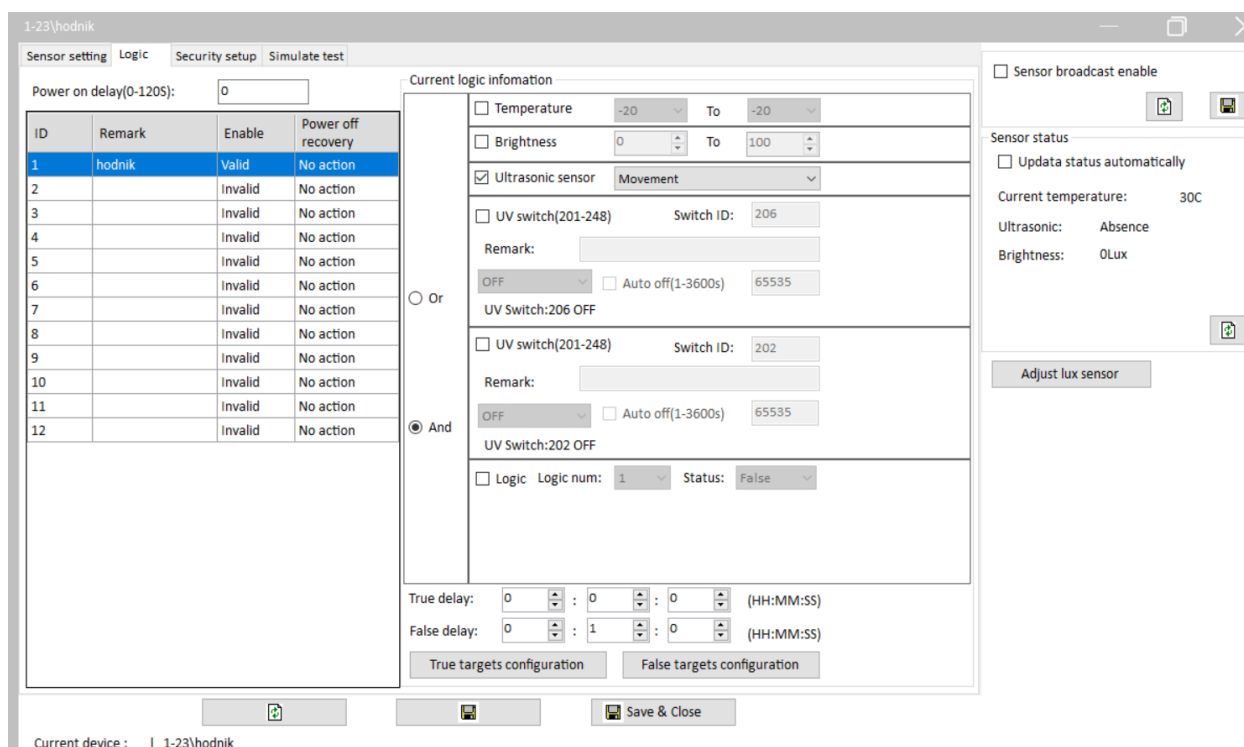 1-23\hodnik
Sensor setting Logic Security setup Simulate test
Power on delay(0-120S): 0
ID Remark Enable Power off recovery
1 hodnik Valid No action
2 Invalid No action
3 Invalid No action
4 Invalid No action
5 Invalid No action
6 Invalid No action
7 Invalid No action
8 Invalid No action
9 Invalid No action
10 Invalid No action
11 Invalid No action
12 Invalid No action
Current logic infomation
Or
And
Temperature -20 To -20
Brightness 0 To 100
Ultrasonic sensor Movement
UV switch(201-248) Switch ID: 206
Remark:
OFF Auto off(1-3600s) 65535
UV Switch:206 OFF
UV switch(201-248) Switch ID: 202
Remark:
OFF Auto off(1-3600s) 65535
UV Switch:202 OFF
Logic Logic num: 1 Status: False
True delay: 0 : 0 : 0 (HH:MM:SS)
False delay: 0 : 1 : 0 (HH:MM:SS)
True targets configuration False targets configuration
Save & Close
Sensor broadcast enable
Sensor status
Updata status automatically
Current temperature: 30C
Ultrasonic: Absence
Brightness: 0Lux
Adjust lux sensor
Current device : | 1-23\hodnik